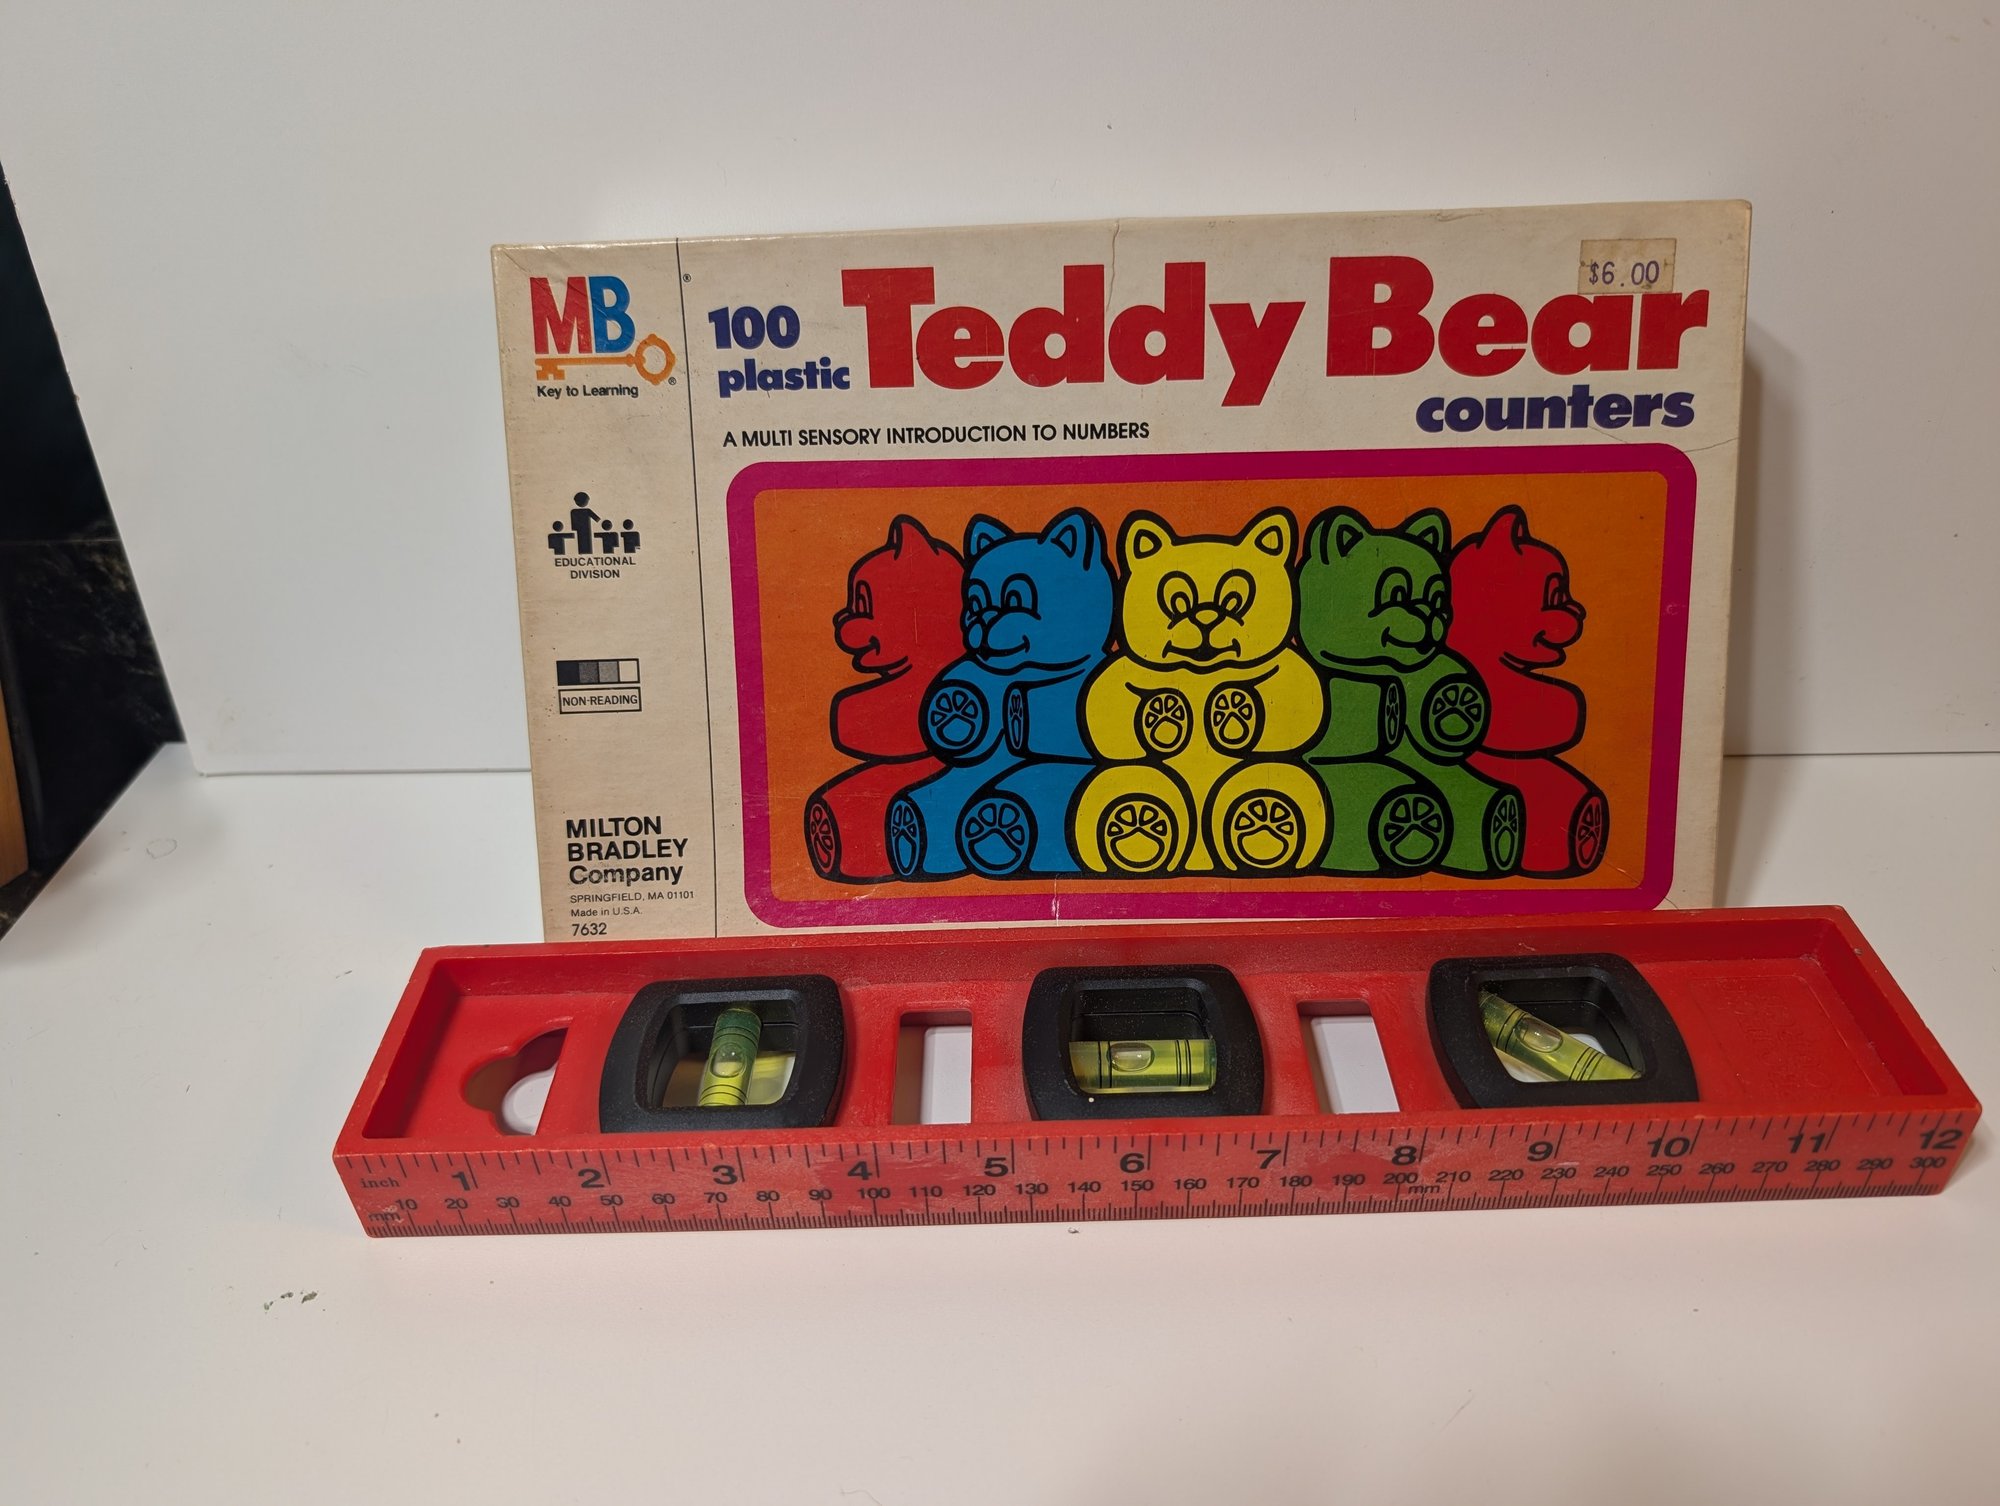 MB®
Key to Learning®
EDUCATIONAL
DIVISION
NON-READING
MILTON
BRADLEY
Company
SPRINGFIELD, MA 01101
Made in U.S.A.
7632
100
plastic
Teddy Bear
counters
$6.00
A MULTI SENSORY INTRODUCTION TO NUMBERS
inch 1 2 3 4 5 6 7 8 9 10 11 12
mm 10 20 30 40 50 60 70 80 90 100 110 120 130 140 150 160 170 180 190 200 mm 210 220 230 240 250 260 270 280 290 300